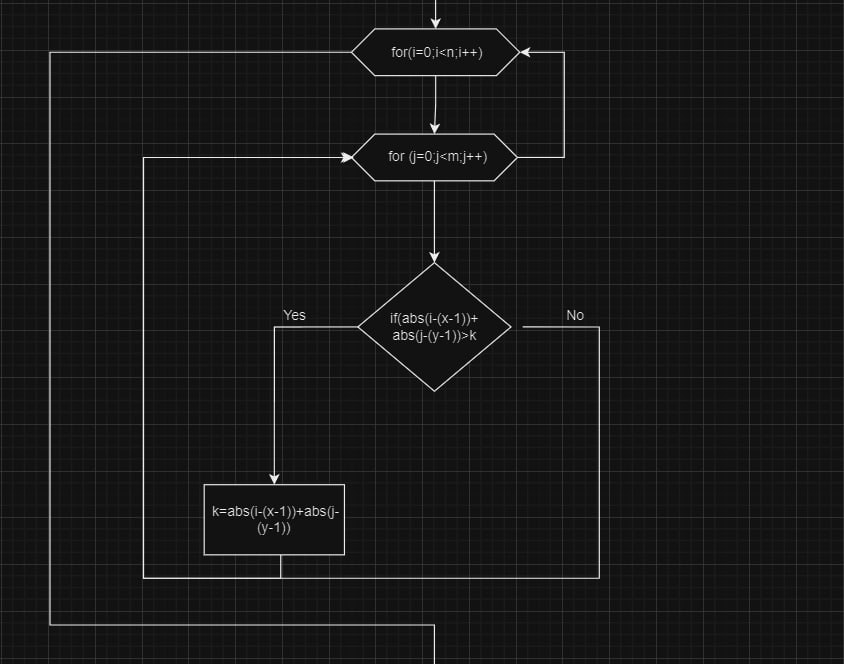 for(i=0;i<n;i++)
for (j=0;j<m;j++)
if(abs(i-(x-1))+
abs(j-(y-1))>k
Yes
No
k=abs(i-(x-1))+abs(j-
(y-1))